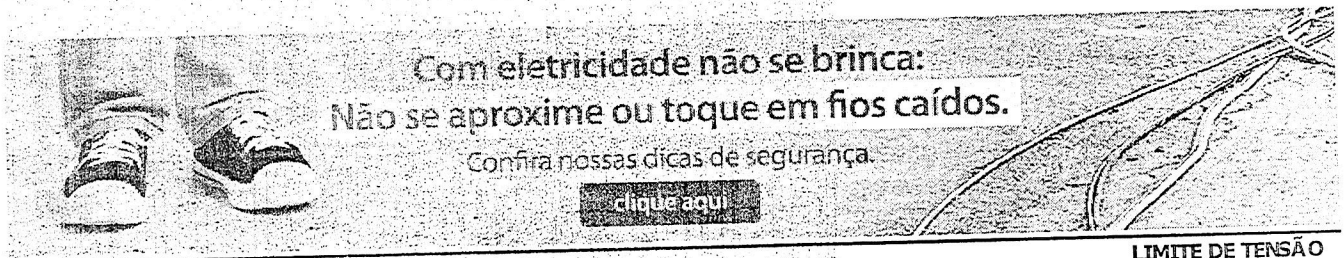 Com eletricidade não se brinca:
Não se aproxime ou toque em fios caídos.
Confira nossas dicas de segurança.
clique aqui
LIMITE DE TENSÃO